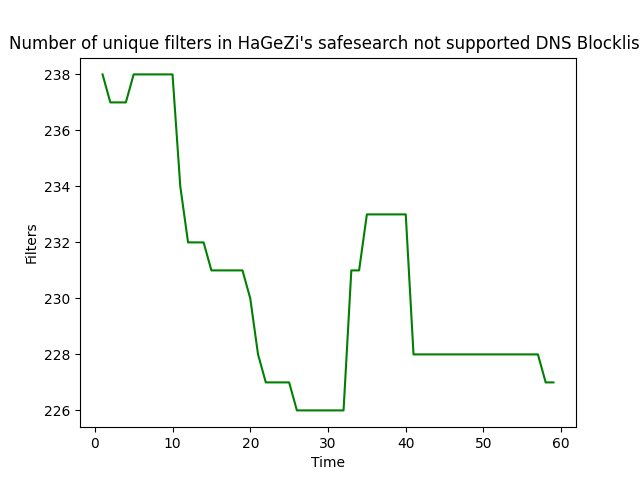 Number of unique filters in HaGeZi's safesearch not supported DNS Blocklis
238
236
234
232
230
228
226
Filters
0 10 20 30 40 50 60
Time